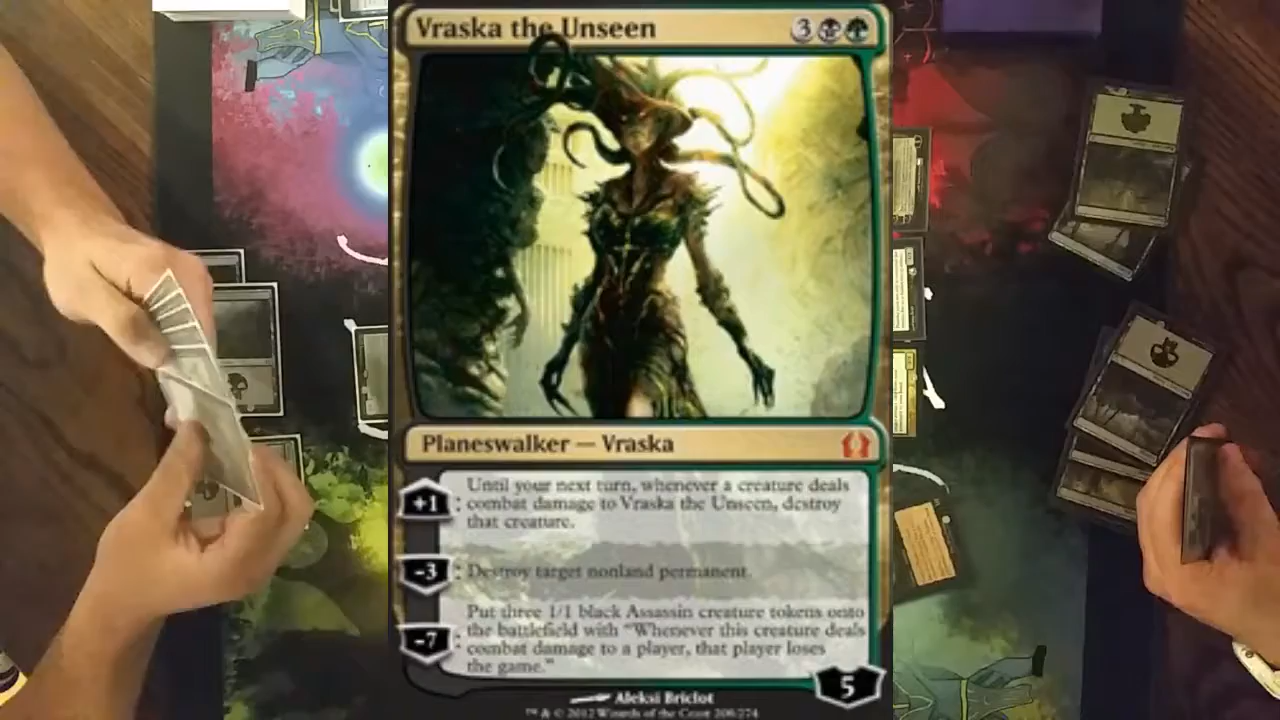 Vraska the Unseen 3
Planeswalker — Vraska
+1 : Until your next turn, whenever a creature deals
combat damage to Vraska the Unseen, destroy
that creature.
-3 : Destroy target nonland permanent.
Put three 1/1 black Assassin creature tokens onto
the battlefield with "Whenever this creature deals
-7 : combat damage to a player, that player loses
the game."
5
Aleksi Briclot
™ & © 2012 Wizards of the Coast 208/274